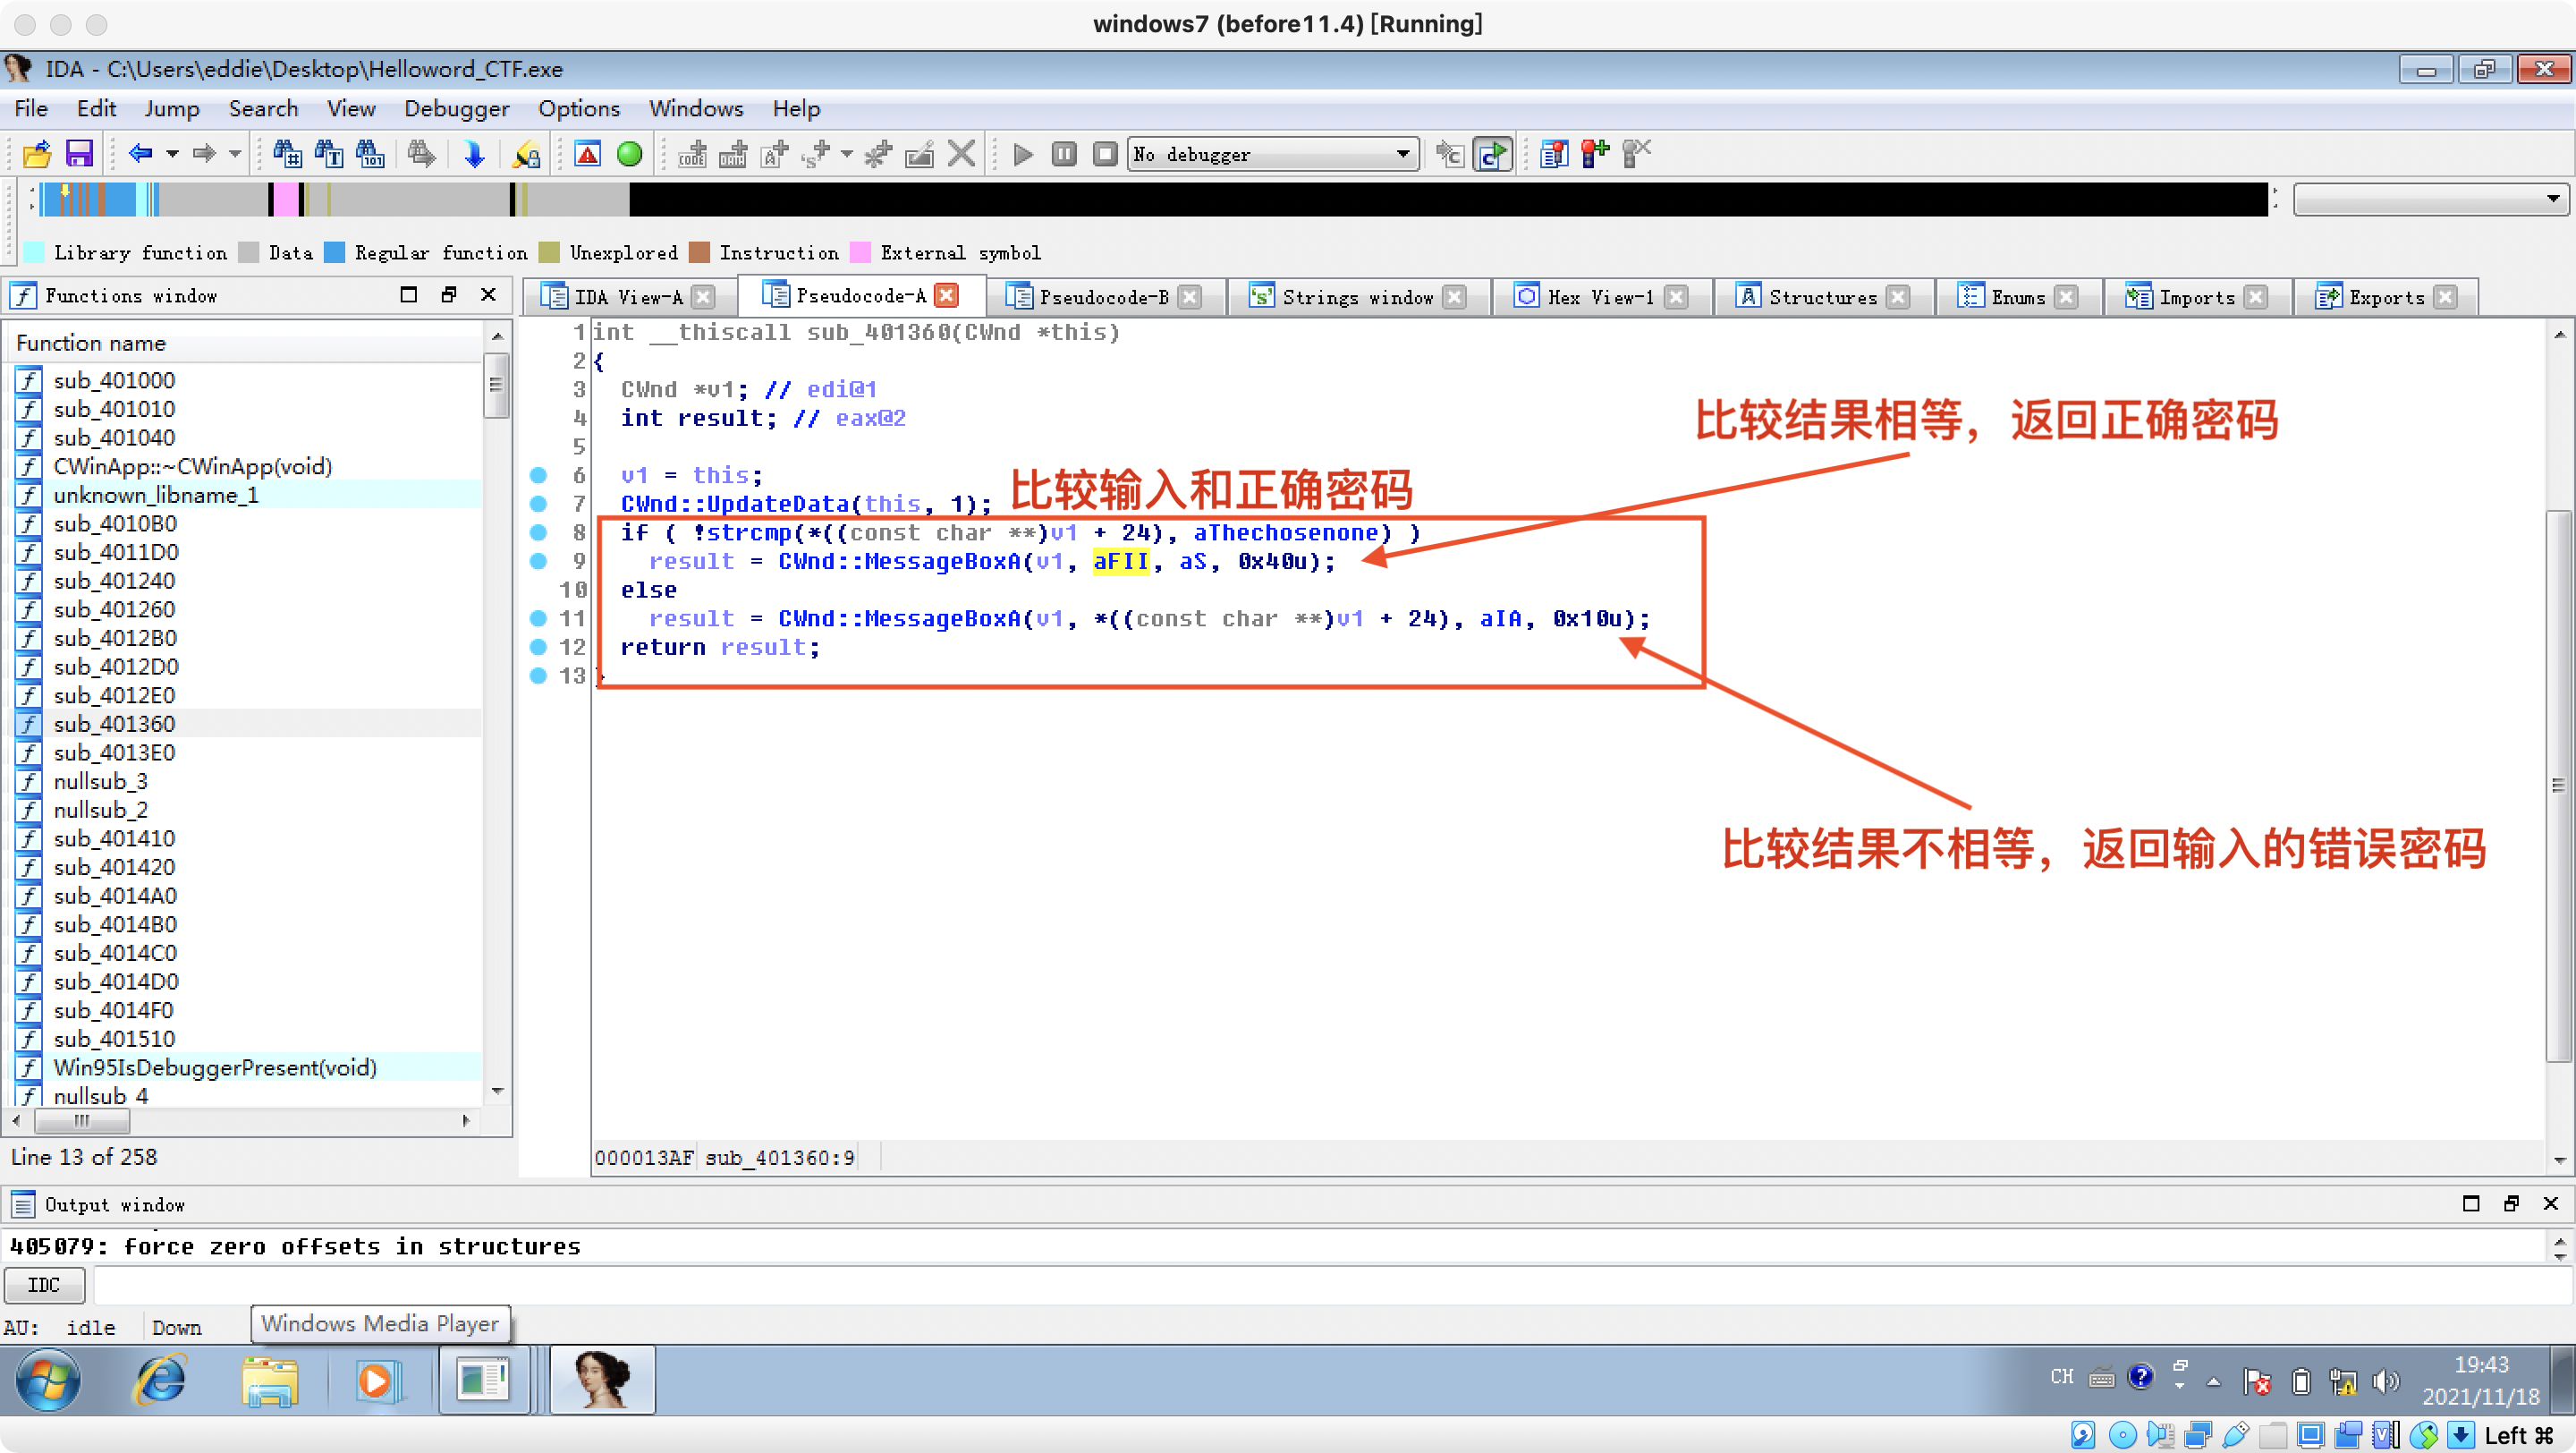 windows7 (before11.4) [Running]
IDA - C:\Users\eddie\Desktop\Helloword_CTF.exe
File Edit Jump Search View Debugger Options Windows Help
No debugger
Library function Data Regular function Unexplored Instruction External symbol
Functions window
IDA View-A Pseudocode-A Pseudocode-B Strings window Hex View-1 Structures Enums Imports Exports
Function name
sub_401000
sub_401010
sub_401040
CWinApp::~CWinApp(void)
unknown_libname_1
sub_4010B0
sub_4011D0
sub_401240
sub_401260
sub_4012B0
sub_4012D0
sub_4012E0
sub_401360
sub_4013E0
nullsub_3
nullsub_2
sub_401410
sub_401420
sub_4014A0
sub_4014B0
sub_4014C0
sub_4014D0
sub_4014F0
sub_401510
Win95IsDebuggerPresent(void)
nullsub_4
Line 13 of 258
1 int __thiscall sub_401360(CWnd *this)
2 {
3 CWnd *v1; // edi@1
4 int result; // eax@2
5
6 v1 = this;
7 CWnd::UpdateData(this, 1);
8 if ( !strcmp(*((const char **)v1 + 24), aThechosenone) )
9 result = CWnd::MessageBoxA(v1, aFII, aS, 0x40u);
10 else
11 result = CWnd::MessageBoxA(v1, *((const char **)v1 + 24), aIA, 0x10u);
12 return result;
13 }
比较结果相等，返回正确密码
比较输入和正确密码
比较结果不相等，返回输入的错误密码
000013AF sub_401360:9
Output window
405079: force zero offsets in structures
IDC
AU: idle Down
Windows Media Player
CH
19:43
2021/11/18
Left ⌘